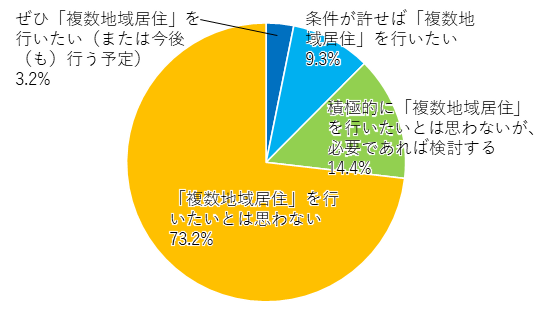 ぜひ「複数地域居住」を
行いたい（または今後
（も）行う予定）
3.2%
条件が許せば「複数地
域居住」を行いたい
9.3%
積極的に「複数地域居住」
を行いたいとは思わないが、
必要であれば検討する
14.4%
「複数地域居住」を行
いたいとは思わない
73.2%